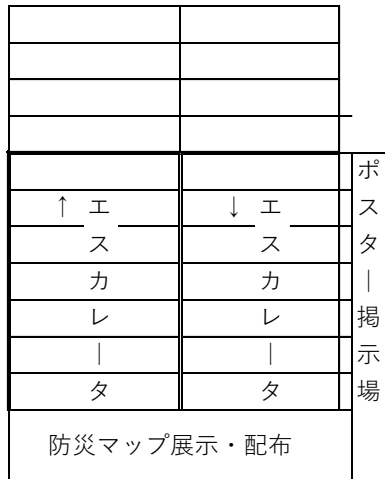 ↑ エスカレータ
↓ エスカレータ
ポスター掲示場
防災マップ展示・配布